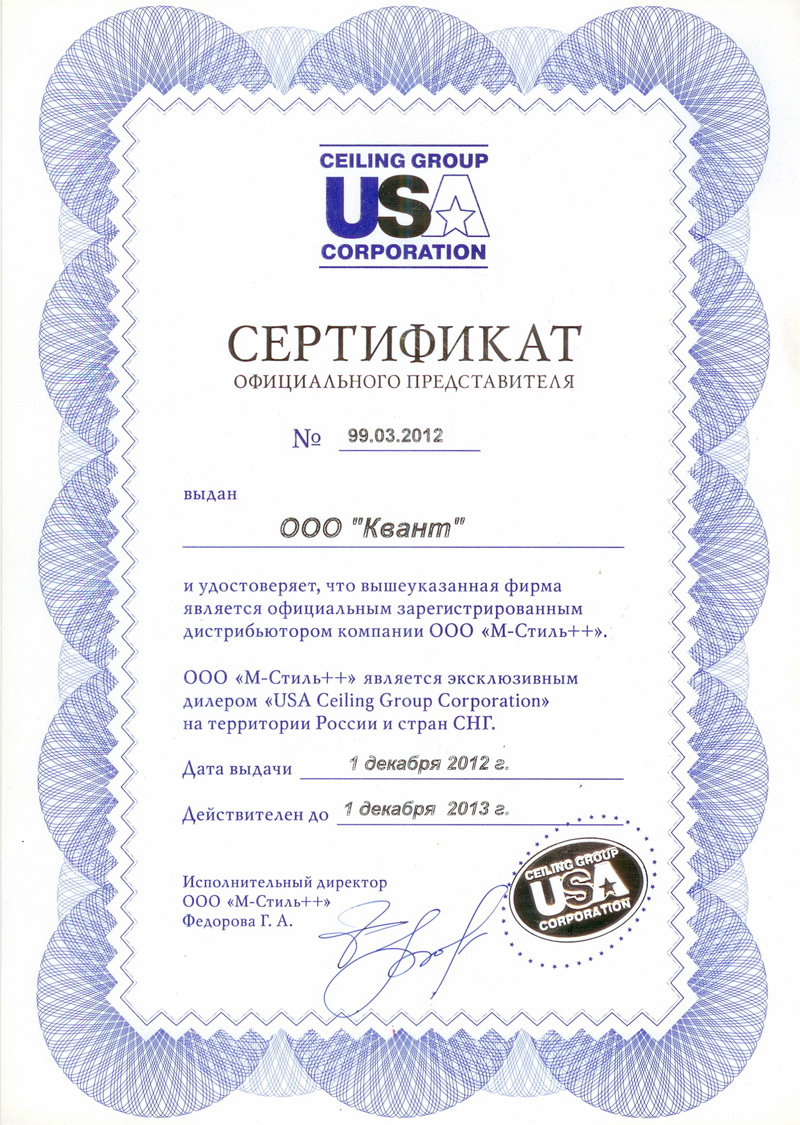 CEILING GROUP
USA
CORPORATION
СЕРТИФИКАТ
ОФИЦИАЛЬНОГО ПРЕДСТАВИТЕЛЯ
№ 99.03.2012
выдан
ООО "Квант"
и удостоверяет, что вышеуказанная фирма
является официальным зарегистрированным
дистрибьютором компании ООО «М-Стиль++».
ООО «М-Стиль++» является эксклюзивным
дилером «USA Ceiling Group Corporation»
на территории России и стран СНГ.
Дата выдачи 1 декабря 2012 г.
Действителен до 1 декабря 2013 г.
Исполнительный директор
ООО «М-Стиль++»
Федорова Г. А.
CEILING GROUP
USA
CORPORATION